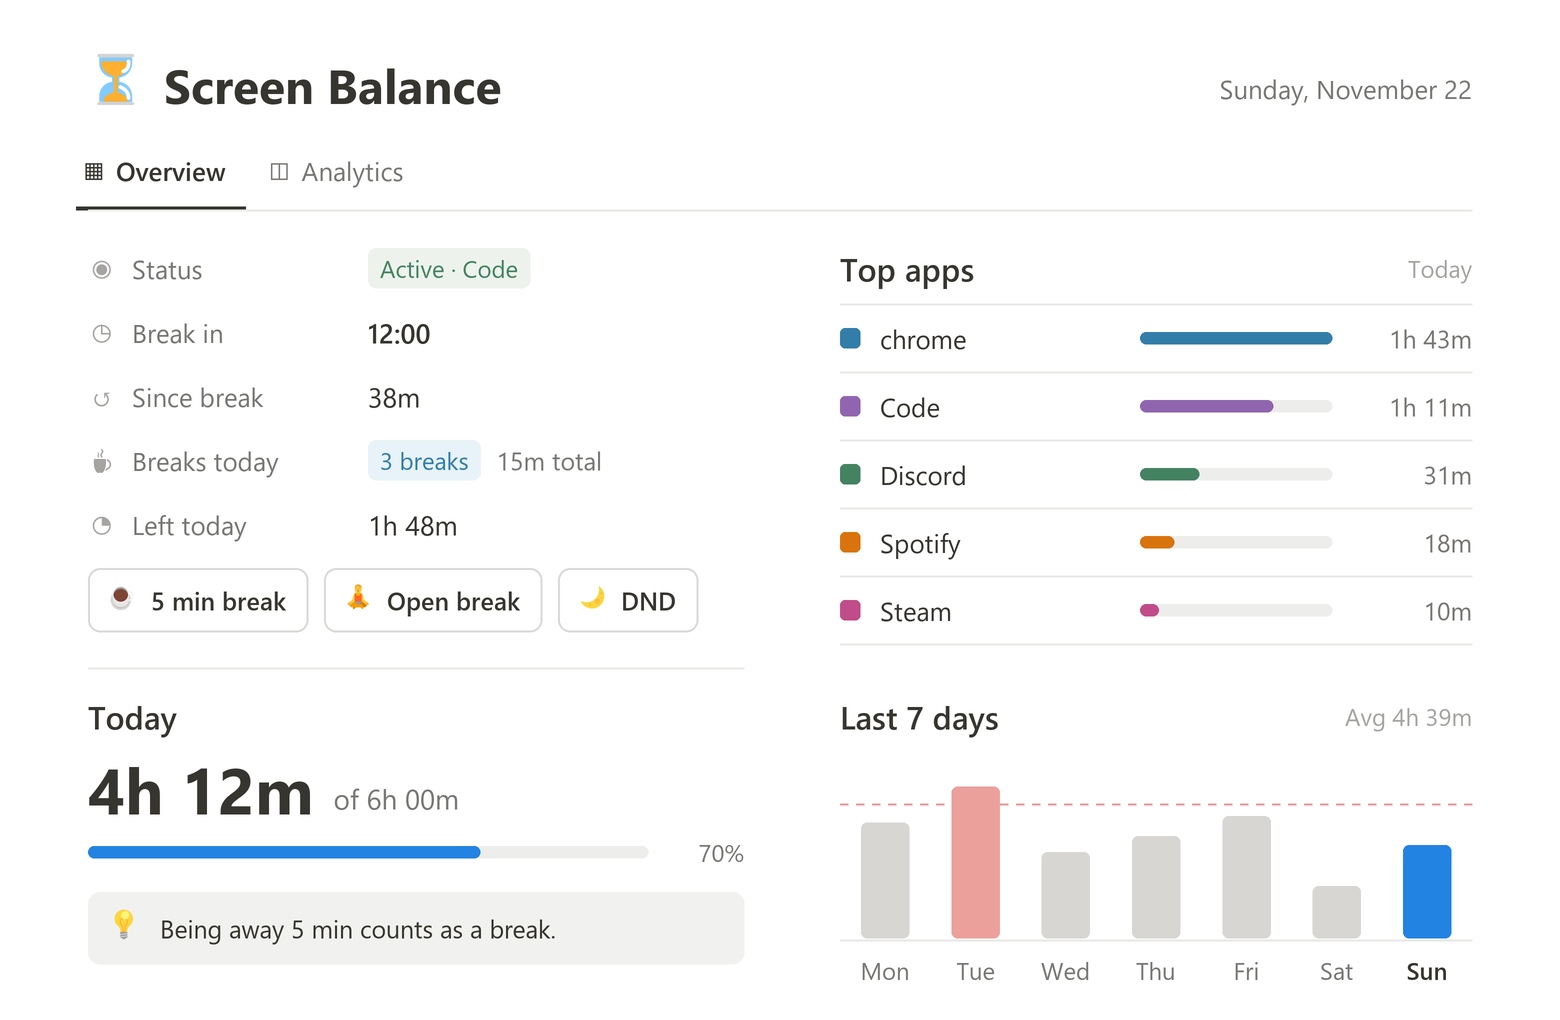 Screen Balance
Sunday, November 22
Overview
Analytics
Status
Active · Code
Break in
12:00
Since break
38m
Breaks today
3 breaks
15m total
Left today
1h 48m
5 min break
Open break
DND
Today
4h 12m of 6h 00m
70%
Being away 5 min counts as a break.
Top apps
Today
chrome
1h 43m
Code
1h 11m
Discord
31m
Spotify
18m
Steam
10m
Last 7 days
Avg 4h 39m
Mon Tue Wed Thu Fri Sat Sun